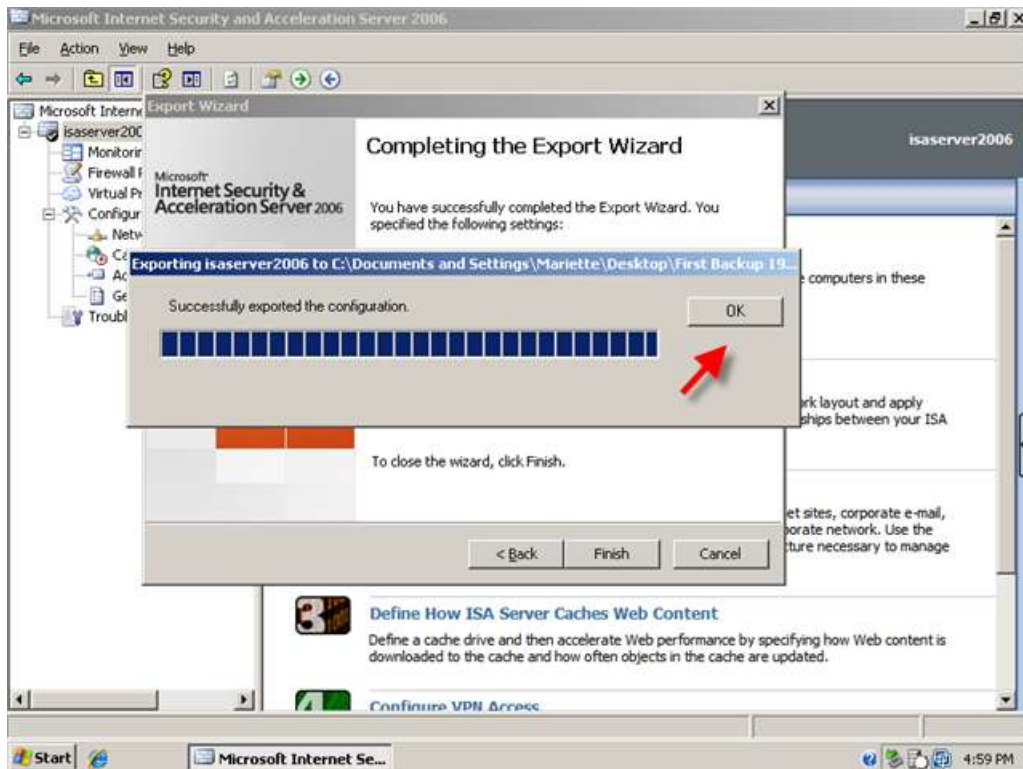 Microsoft Internet Security and Acceleration Server 2006
File Action View Help
Microsoft Intern
isaserver200
Monitorin
Firewall P
Virtual Pr
Configur
Netw
Ca
Ac
Ge
Troubl
Export Wizard
Microsoft
Internet Security &
Acceleration Server 2006
Completing the Export Wizard
You have successfully completed the Export Wizard. You
specified the following settings:
Exporting isaserver2006 to C:\Documents and Settings\Mariette\Desktop\First Backup 19...
Successfully exported the configuration.
OK
To close the wizard, click Finish.
< Back
Finish
Cancel
isaserver2006
computers in these
rk layout and apply
ships between your ISA
et sites, corporate e-mail,
porate network. Use the
cture necessary to manage
3
Define How ISA Server Caches Web Content
Define a cache drive and then accelerate Web performance by specifying how Web content is
downloaded to the cache and how often objects in the cache are updated.
4
Configure VPN Access
Start
Microsoft Internet Se...
4:59 PM